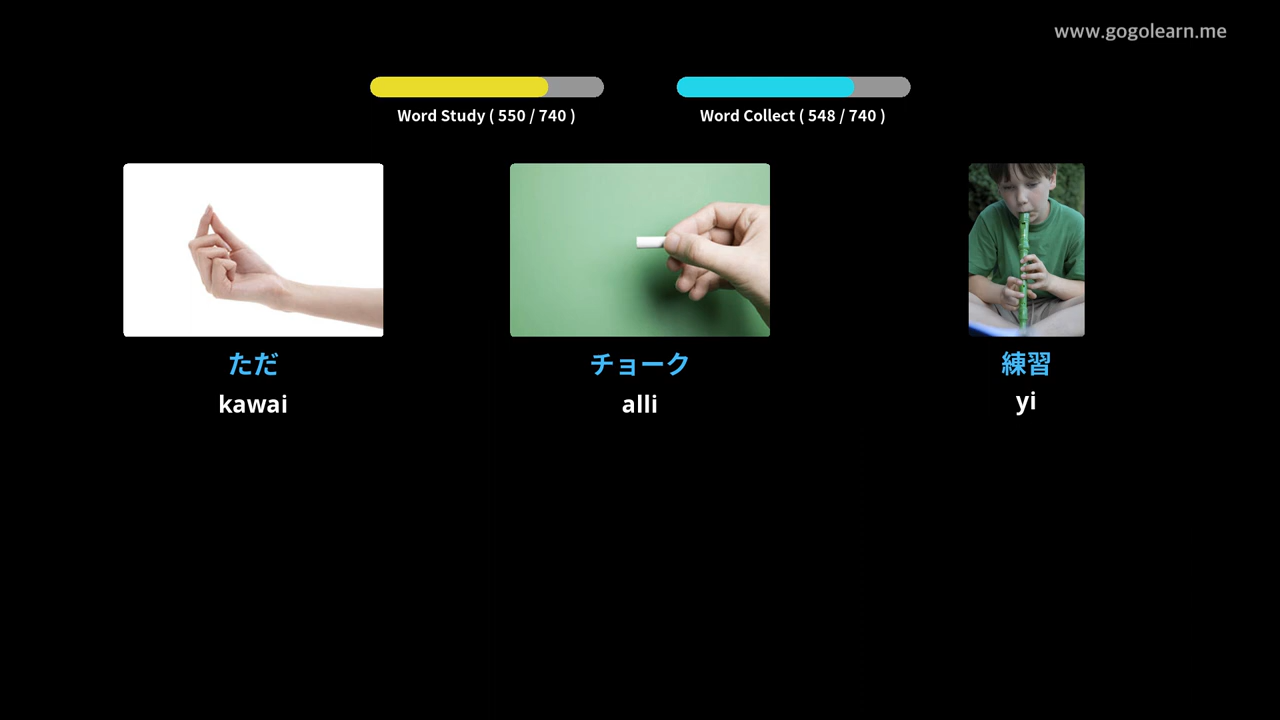 www.gogolearn.me
Word Study ( 550 / 740 )
Word Collect ( 548 / 740 )
ただ
チョーク
練習
kawai
alli
yi